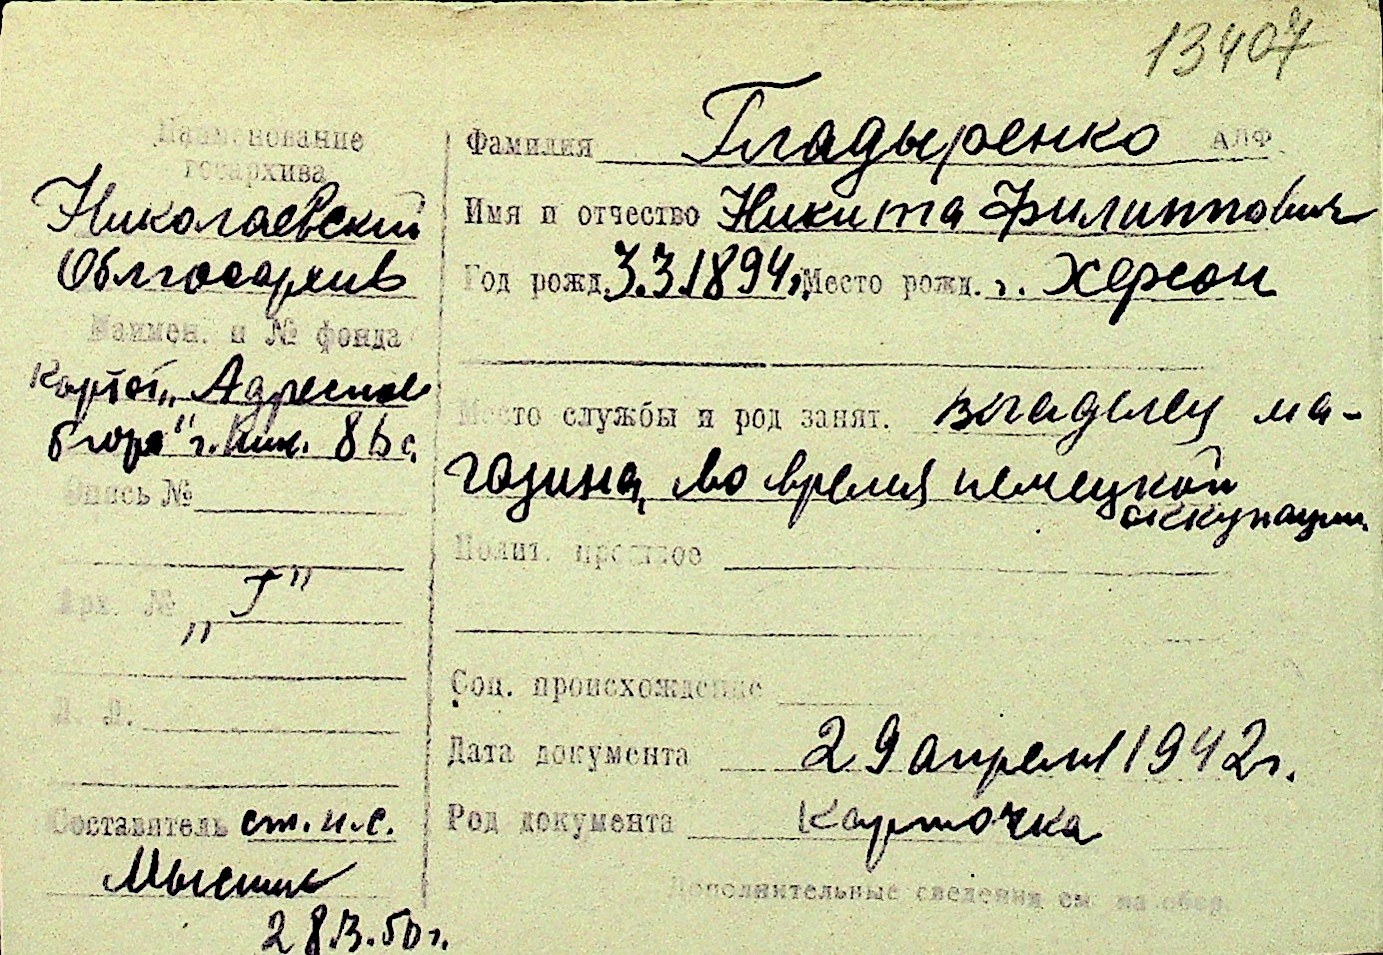 13407
Наименование
госархива
Николаевский
Облгосархив
Наимен. и № фонда
Картот. „Адресное
бюро" г. Ник.
Опись №
Арх. №
„Г"
Л. Л.
Составитель ст. н. с.
28.3.50 г.
Фамилия Гладыренко АЛФ
Имя и отчество Никита Филиппович
Год рожд. 3.3.1894 г. Место рожд. г. Херсон
Место службы и род занят. владелец ма-
газина, во время немецкой
оккупации.
Полит. прошлое
Соц. происхождение
Дата документа 29 апреля 1942 г.
Род документа карточка
Дополнительные сведения см. на обор.